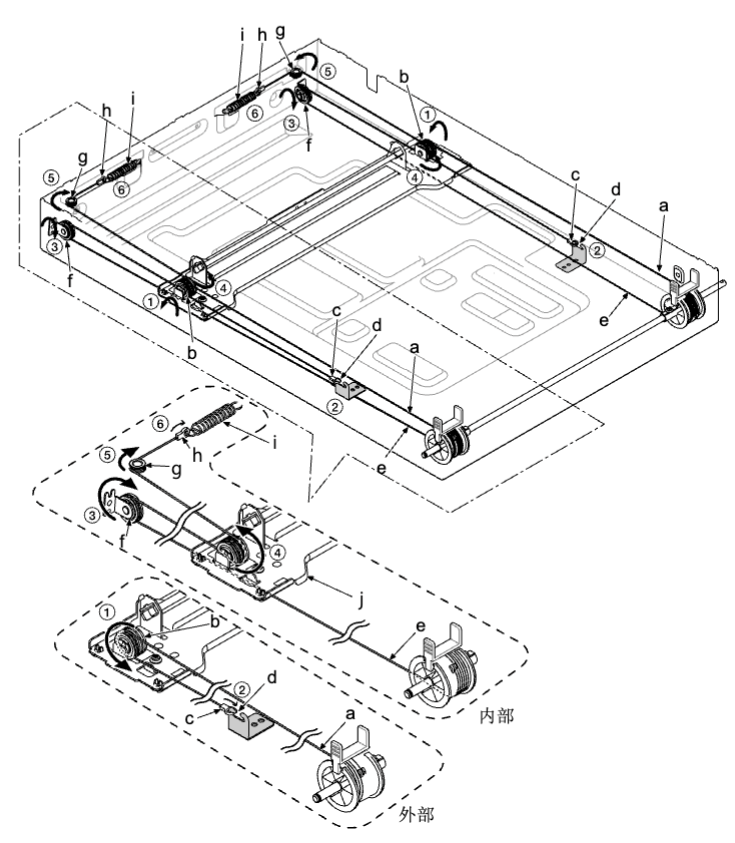 i h g
⑤
b
①
h i
⑥
③
f
g
⑤
⑥
④
c d
②
a
③
f
④
①
e
b
c d
a
②
e
⑥
h i
⑤
g
③
f
④
j
e
①
b
内部
②
d
c
a
外部